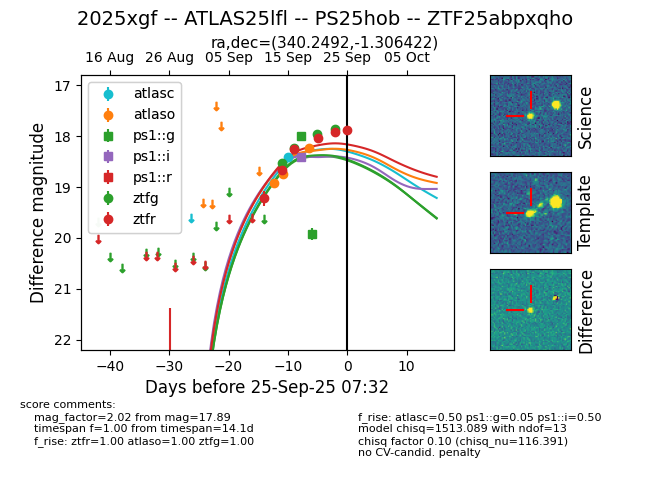 2025xgf -- ATLAS25lfl -- PS25hob -- ZTF25abpxqho
ra,dec=(340.2492,-1.306422)
16 Aug 26 Aug 05 Sep 15 Sep 25 Sep 05 Oct
17
18
19
20
21
22
Difference magnitude
atlasc
atlaso
ps1::g
ps1::i
ps1::r
ztfg
ztfr
−40 −30 −20 −10 0 10
Days before 25-Sep-25 07:32
Science
Template
Difference
score comments:
mag_factor=2.02 from mag=17.89
timespan f=1.00 from timespan=14.1d
f_rise: ztfr=1.00 atlaso=1.00 ztfg=1.00
f_rise: atlasc=0.50 ps1::g=0.05 ps1::i=0.50
model chisq=1513.089 with ndof=13
chisq factor 0.10 (chisq_nu=116.391)
no CV-candid. penalty